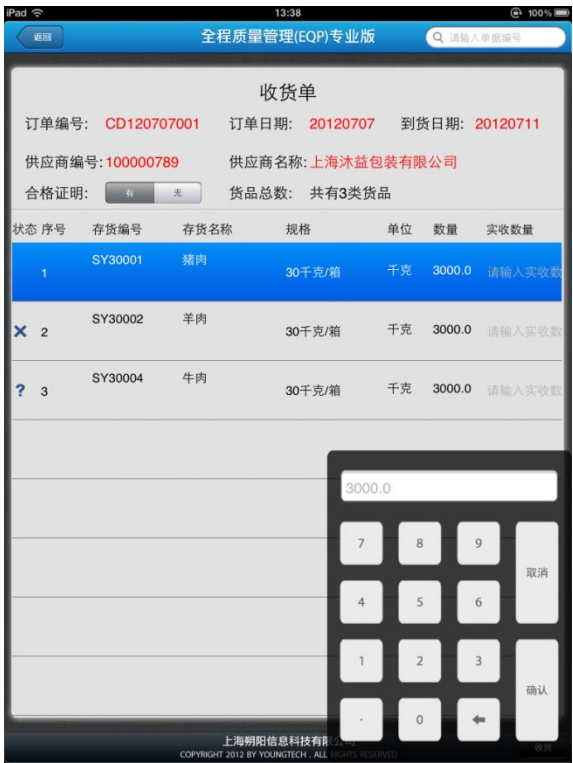 iPad 13:38 100%
返回 全程质量管理(EQP)专业版 请输入单据编号
收货单
订单编号: CD120707001 订单日期: 20120707 到货日期: 20120711
供应商编号:100000789 供应商名称:上海沐益包装有限公司
合格证明: 有 无 货品总数: 共有3类货品
状态 序号 存货编号 存货名称 规格 单位 数量 实收数量
1 SY30001 猪肉 30千克/箱 千克 3000.0 请输入实收数
2 SY30002 羊肉 30千克/箱 千克 3000.0 请输入实收数
? 3 SY30004 牛肉 30千克/箱 千克 3000.0 请输入实收数
3000.0
7 8 9
取消
4 5 6
1 2 3
确认
. 0
上海朔阳信息科技有限公司
COPYRIGHT 2012 BY YOUNGTECH . ALL RIGHTS RESERVED
收货